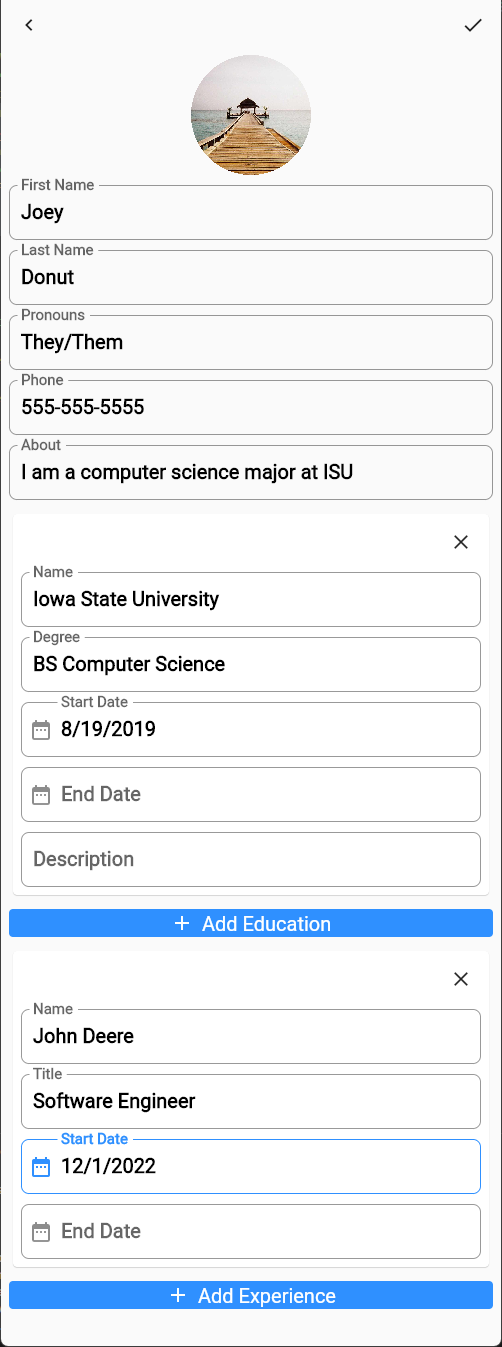 First Name
Joey
Last Name
Donut
Pronouns
They/Them
Phone
555-555-5555
About
I am a computer science major at ISU
Name
Iowa State University
Degree
BS Computer Science
Start Date
8/19/2019
End Date
Description
+ Add Education
Name
John Deere
Title
Software Engineer
Start Date
12/1/2022
End Date
+ Add Experience